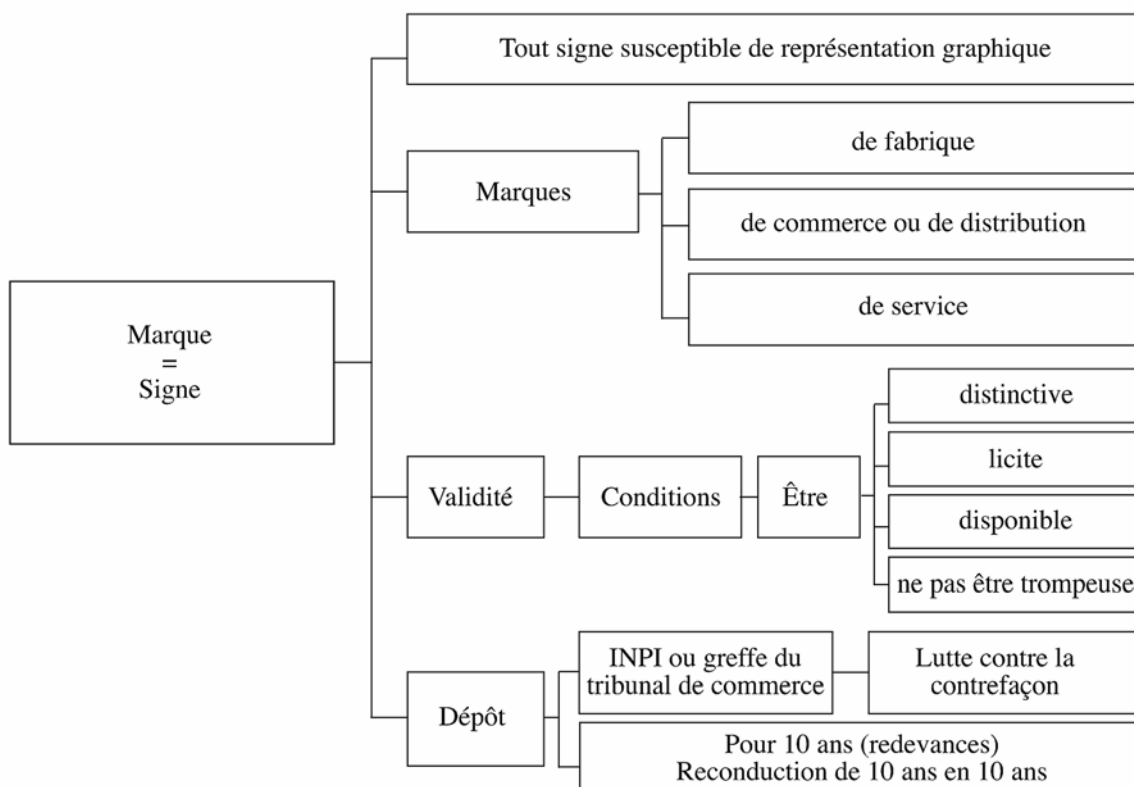 Tout signe susceptible de représentation graphique
de fabrique
Marques
de commerce ou de distribution
de service
Marque
=
Signe
distinctive
licite
Validité
Conditions
Être
disponible
ne pas être trompeuse
INPI ou greffe du
tribunal de commerce
Lutte contre la
contrefaçon
Dépôt
Pour 10 ans (redevances)
Reconduction de 10 ans en 10 ans